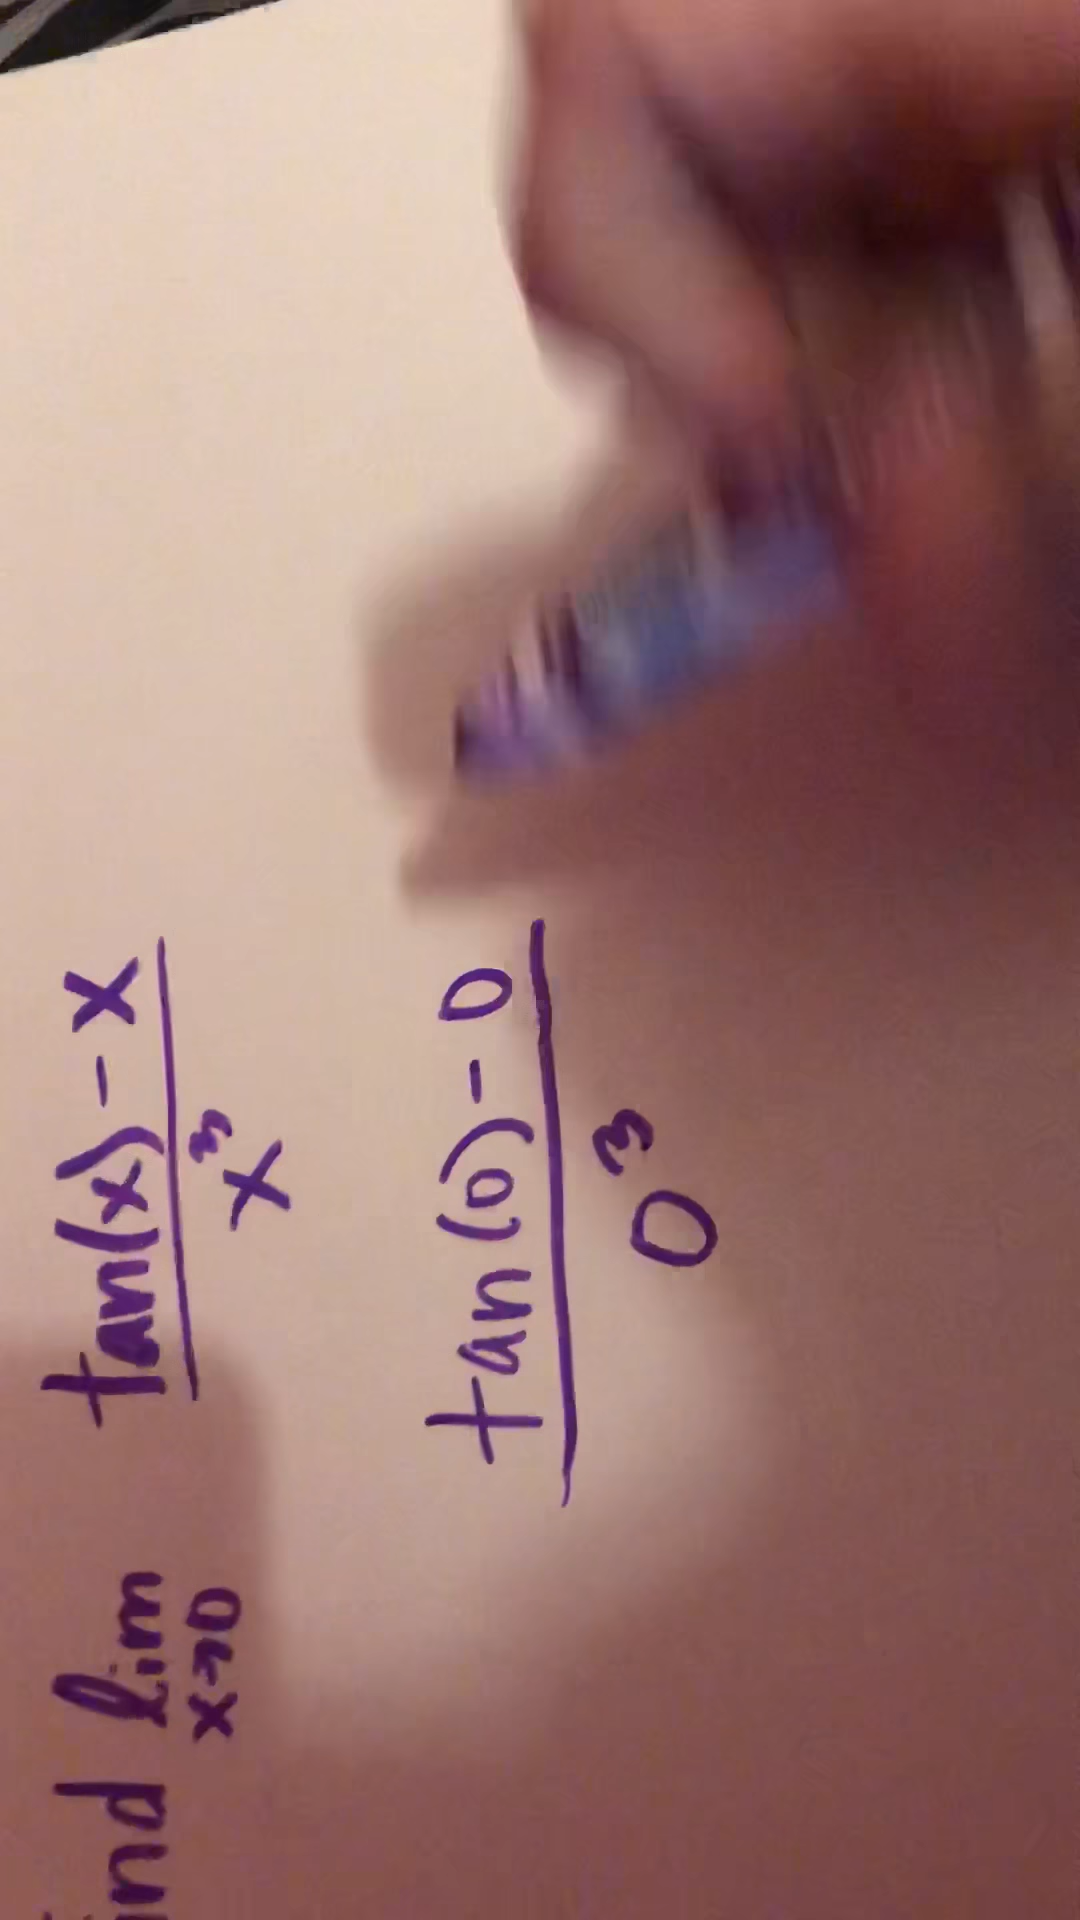 ind lim tan(x) - x
x→0 x³
tan(0) - 0
0³